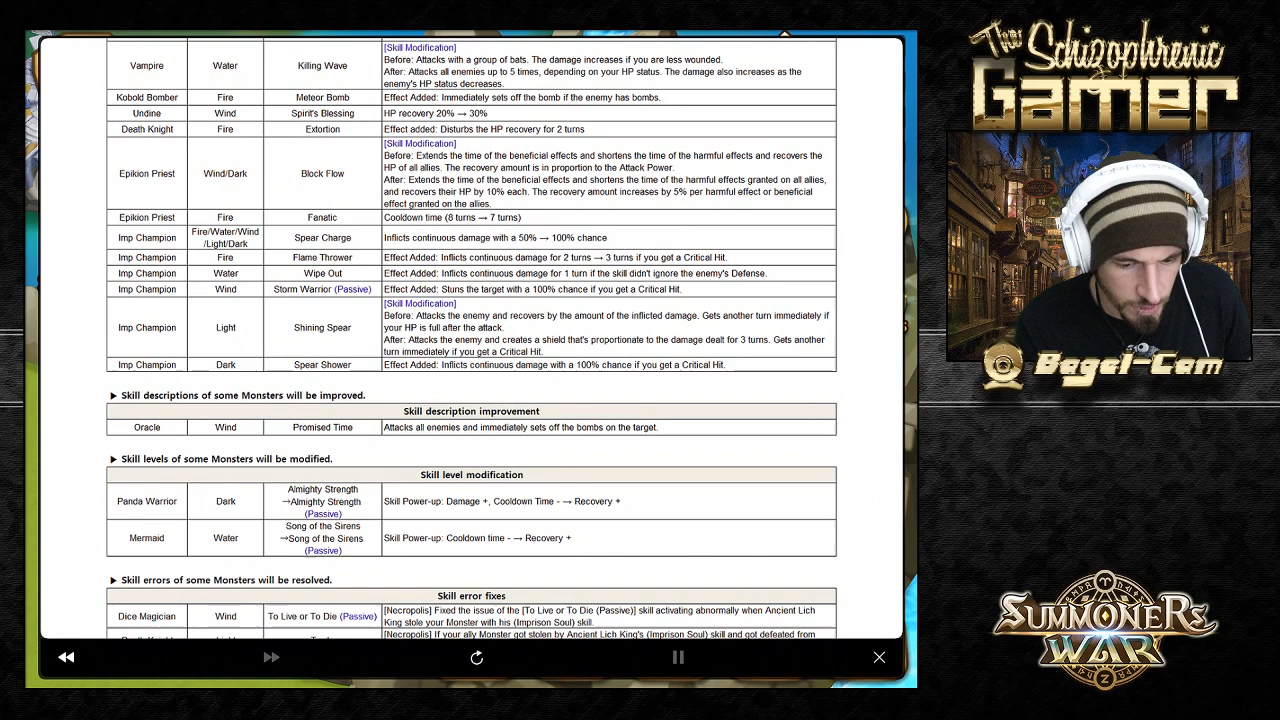 [Skill Modification]
Vampire Water Killing Wave Before: Attacks with a group of bats. The damage increases if you are less wounded.
After: Attacks all enemies up to 5 times, depending on your HP status. The damage also increases as the
enemy's HP status decreases.
Kobold Bomber Fire Meteor Bomb Effect Added: Immediately sets off the bomb if the enemy has bombs.
Undine Wind Spirit's Blessing HP recovery 20% → 30%
Death Knight Fire Extortion Effect added: Disturbs the HP recovery for 2 turns
[Skill Modification]
Before: Extends the time of the beneficial effects and shortens the time of the harmful effects and recovers the
HP of all allies. The recovery amount is in proportion to the Attack Power.
Epikion Priest Wind/Dark Block Flow After: Extends the time of the beneficial effects and shortens the time of the harmful effects granted on all allies,
and recovers their HP by 10% each. The recovery amount increases by 5% per harmful effect or beneficial
effect granted on the allies.
Epikion Priest Fire Fanatic Cooldown time (8 turns → 7 turns)
Imp Champion Fire/Water/Wind
/Light/Dark Spear Charge Inflicts continuous damage with a 50% → 100% chance
Imp Champion Fire Flame Thrower Effect Added: Inflicts continuous damage for 2 turns → 3 turns if you get a Critical Hit.
Imp Champion Water Wipe Out Effect Added: Inflicts continuous damage for 1 turn if the skill didn't ignore the enemy's Defense.
Imp Champion Wind Storm Warrior (Passive) Effect Added: Stuns the target with a 100% chance if you get a Critical Hit.
[Skill Modification]
Before: Attacks the enemy and recovers by the amount of the inflicted damage. Gets another turn immediately if
Imp Champion Light Shining Spear your HP is full after the attack.
After: Attacks the enemy and creates a shield that's proportionate to the damage dealt for 3 turns. Gets another
turn immediately if you get a Critical Hit.
Imp Champion Dark Spear Shower Effect Added: Inflicts continuous damage with a 100% chance if you get a Critical Hit.
▶ Skill descriptions of some Monsters will be improved.
Skill description improvement
Oracle Wind Promised Time Attacks all enemies and immediately sets off the bombs on the target.
▶ Skill levels of some Monsters will be modified.
Skill level modification
Panda Warrior Dark Almighty Strength
→Almighty Strength
(Passive) Skill Power-up: Damage +, Cooldown Time - → Recovery +
Mermaid Water Song of the Sirens
→Song of the Sirens
(Passive) Skill Power-up: Cooldown time - → Recovery +
▶ Skill errors of some Monsters will be resolved.
Skill error fixes
Dice Magician Wind To Live or To Die (Passive) [Necropolis] Fixed the issue of the [To Live or To Die (Passive)] skill activating abnormally when Ancient Lich
King stole your Monster with his (Imprison Soul) skill.
[Necropolis] If your ally Monster got stolen by Ancient Lich King's (Imprison Soul) skill and got defeated from
The Schizophrenic
Gamer
Bagel-Cam
SUMMONERS
WAR